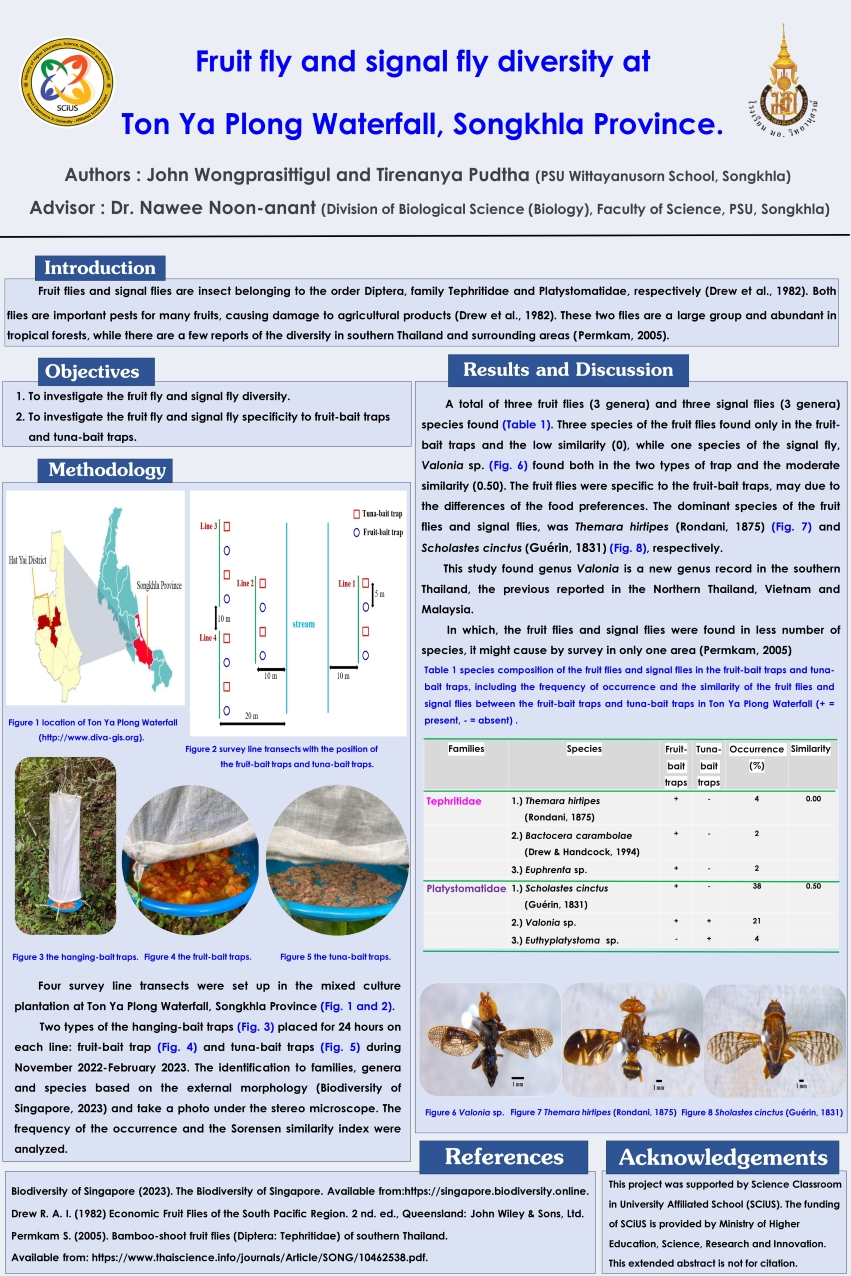 Fruit fly and signal fly diversity at
Ton Ya Plong Waterfall, Songkhla Province.
SCiUS
Authors : John Wongprasittigul and Tirenanya Pudtha (PSU Wittayanusorn School, Songkhla)
Advisor : Dr. Nawee Noon-anant (Division of Biological Science (Biology), Faculty of Science, PSU, Songkhla)
Introduction
Fruit flies and signal flies are insect belonging to the order Diptera, family Tephritidae and Platystomatidae, respectively (Drew et al., 1982). Both
flies are important pests for many fruits, causing damage to agricultural products (Drew et al., 1982). These two flies are a large group and abundant in
tropical forests, while there are a few reports of the diversity in southern Thailand and surrounding areas (Permkam, 2005).
Objectives
1. To investigate the fruit fly and signal fly diversity.
2. To investigate the fruit fly and signal fly specificity to fruit-bait traps
and tuna-bait traps.
Methodology
Hat Yai District
Songkhla Province
Line 3
Line 2
Line 1
Line 4
Tuna-bait trap
Fruit-bait trap
stream
5 m
10 m
10 m
10 m
20 m
Figure 1 location of Ton Ya Plong Waterfall
(http://www.diva-gis.org).
Figure 2 survey line transects with the position of
the fruit-bait traps and tuna-bait traps.
Figure 3 the hanging-bait traps. Figure 4 the fruit-bait traps. Figure 5 the tuna-bait traps.
Four survey line transects were set up in the mixed culture
plantation at Ton Ya Plong Waterfall, Songkhla Province (Fig. 1 and 2).
Two types of the hanging-bait traps (Fig. 3) placed for 24 hours on
each line: fruit-bait trap (Fig. 4) and tuna-bait traps (Fig. 5) during
November 2022-February 2023. The identification to families, genera
and species based on the external morphology (Biodiversity of
Singapore, 2023) and take a photo under the stereo microscope. The
frequency of the occurrence and the Sorensen similarity index were
analyzed.
Results and Discussion
A total of three fruit flies (3 genera) and three signal flies (3 genera)
species found (Table 1). Three species of the fruit flies found only in the fruit-
bait traps and the low similarity (0), while one species of the signal fly,
Valonia sp. (Fig. 6) found both in the two types of trap and the moderate
similarity (0.50). The fruit flies were specific to the fruit-bait traps, may due to
the differences of the food preferences. The dominant species of the fruit
flies and signal flies, was Themara hirtipes (Rondani, 1875) (Fig. 7) and
Scholastes cinctus (Guérin, 1831) (Fig. 8), respectively.
This study found genus Valonia is a new genus record in the southern
Thailand, the previous reported in the Northern Thailand, Vietnam and
Malaysia.
In which, the fruit flies and signal flies were found in less number of
species, it might cause by survey in only one area (Permkam, 2005)
Table 1 species composition of the fruit flies and signal flies in the fruit-bait traps and tuna-
bait traps, including the frequency of occurrence and the similarity of the fruit flies and
signal flies between the fruit-bait traps and tuna-bait traps in Ton Ya Plong Waterfall (+ =
present, - = absent) .
Families Species Fruit-bait traps Tuna-bait traps Occurrence (%) Similarity
Tephritidae 1.) Themara hirtipes + - 4 0.00
(Rondani, 1875)
2.) Bactocera carambolae + - 2
(Drew & Handcock, 1994)
3.) Euphrenta sp. + - 2
Platystomatidae 1.) Scholastes cinctus + - 38 0.50
(Guérin, 1831)
2.) Valonia sp. + + 21
3.) Euthyplatystoma sp. - + 4
1 mm
1 mm
1 mm
Figure 6 Valonia sp. Figure 7 Themara hirtipes (Rondani, 1875) Figure 8 Sholastes cinctus (Guérin, 1831)
References
Biodiversity of Singapore (2023). The Biodiversity of Singapore. Available from:https://singapore.biodiversity.online.
Drew R. A. I. (1982) Economic Fruit Flies of the South Pacific Region. 2 nd. ed., Queensland: John Wiley & Sons, Ltd.
Permkam S. (2005). Bamboo-shoot fruit flies (Diptera: Tephritidae) of southern Thailand.
Available from: https://www.thaiscience.info/journals/Article/SONG/10462538.pdf.
Acknowledgements
This project was supported by Science Classroom
in University Affiliated School (SCiUS). The funding
of SCiUS is provided by Ministry of Higher
Education, Science, Research and Innovation.
This extended abstract is not for citation.